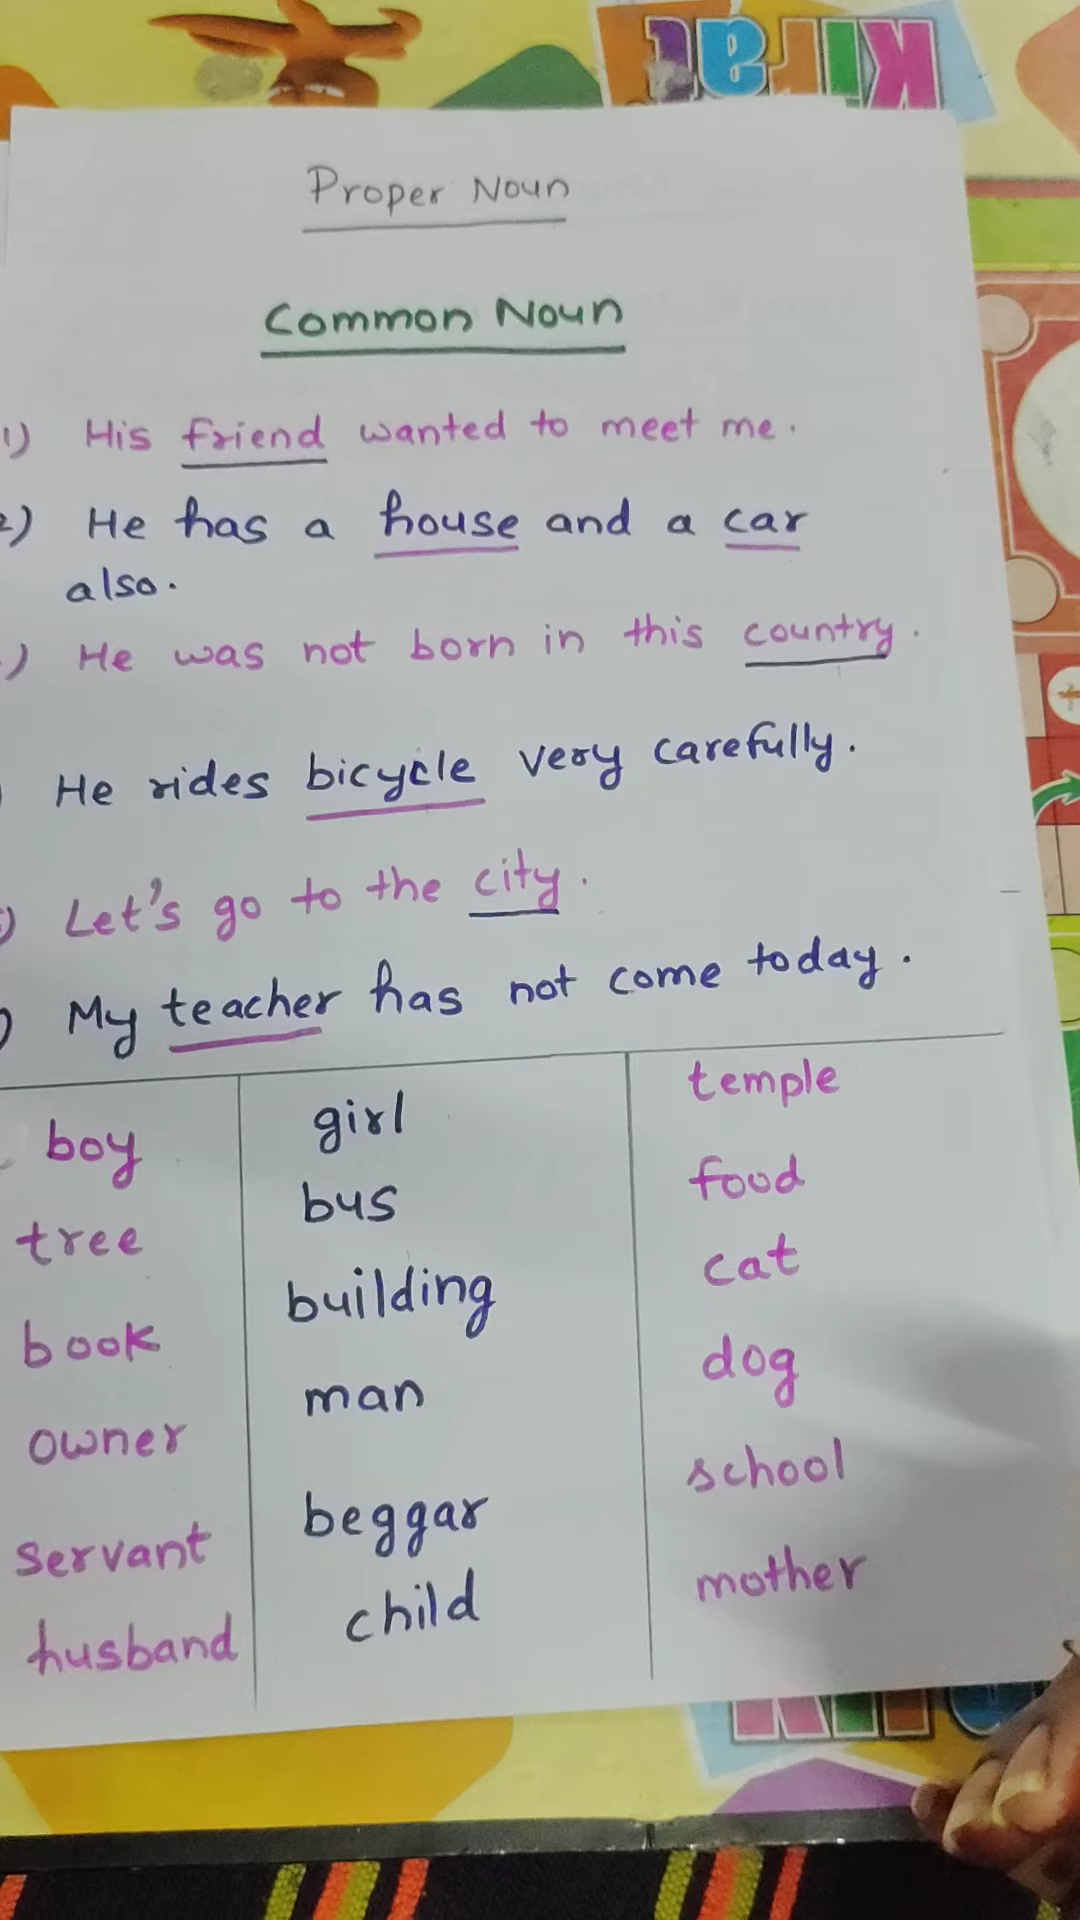 Proper Noun
Common Noun
1) His friend wanted to meet me.
2) He has a house and a car
also.
) He was not born in this country.
He rides bicycle very carefully.
) Let's go to the city.
) My teacher has not come today.
boy girl temple
tree bus food
book building cat
owner man dog
servant beggar school
husband child mother